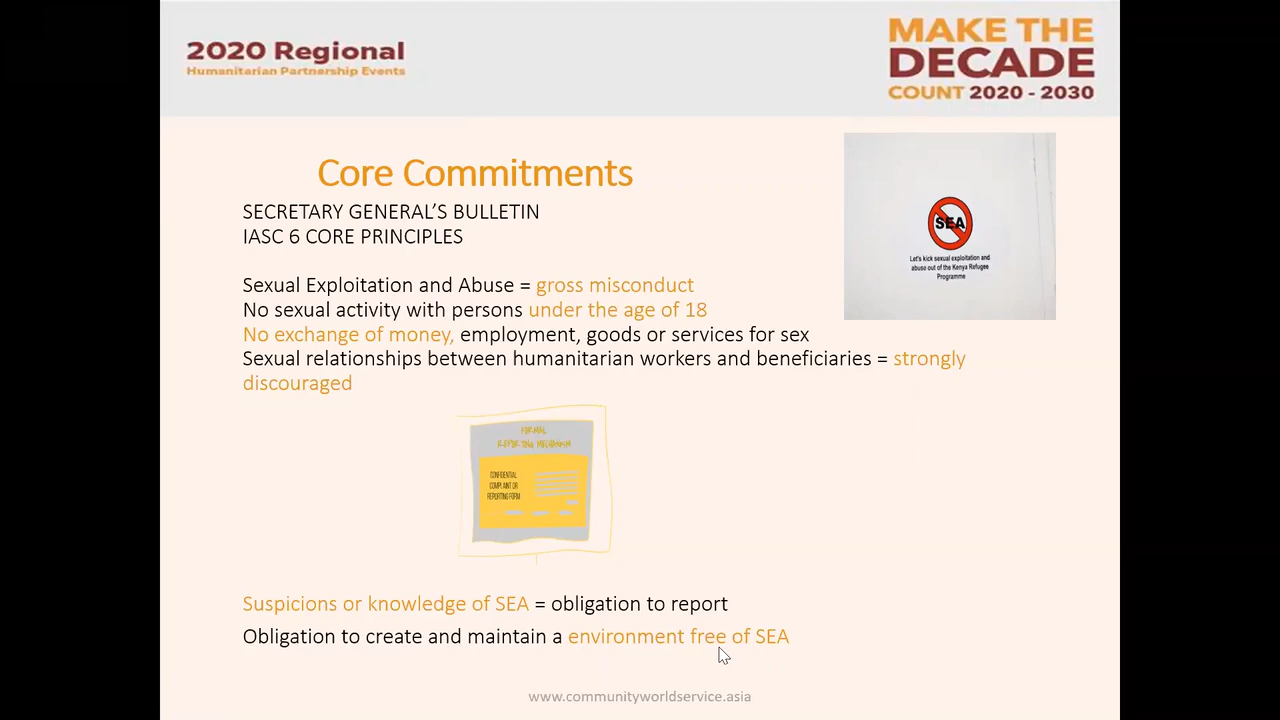 2020 Regional
Humanitarian Partnership Events
MAKE THE
DECADE
COUNT 2020 - 2030
Core Commitments
SECRETARY GENERAL’S BULLETIN
IASC 6 CORE PRINCIPLES
SEA
Let's kick sexual exploitation and
abuse out of the Kenya Refugee
Programme
Sexual Exploitation and Abuse = gross misconduct
No sexual activity with persons under the age of 18
No exchange of money, employment, goods or services for sex
Sexual relationships between humanitarian workers and beneficiaries = strongly
discouraged
FORMAL
REPORTING MECHANISM
CONFIDENTIAL
COMPLAINT OR
REPORTING FORM
Suspicions or knowledge of SEA = obligation to report
Obligation to create and maintain a environment free of SEA
www.communityworldservice.asia